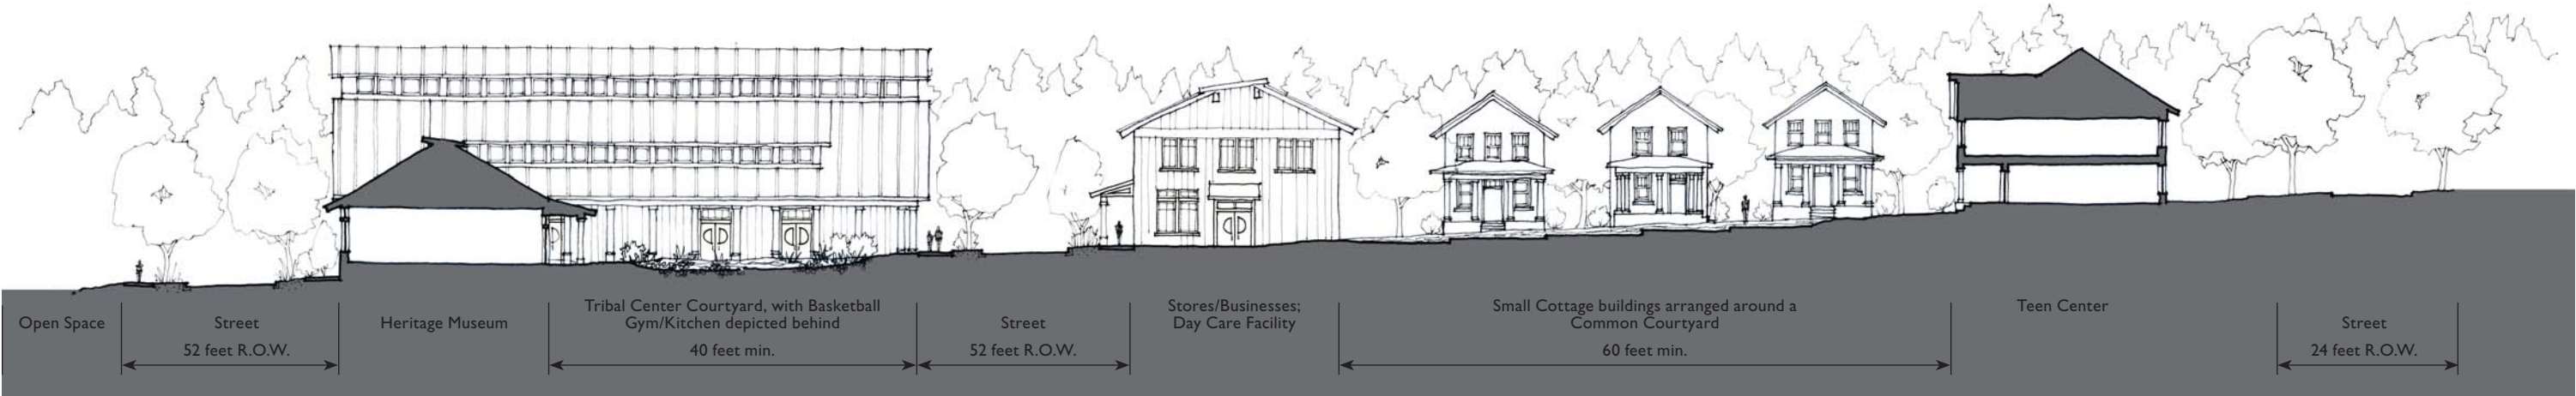 Open Space
Street
52 feet R.O.W.
Heritage Museum
Tribal Center Courtyard, with Basketball
Gym/Kitchen depicted behind
40 feet min.
Street
52 feet R.O.W.
Stores/Businesses;
Day Care Facility
Small Cottage buildings arranged around a
Common Courtyard
60 feet min.
Teen Center
Street
24 feet R.O.W.